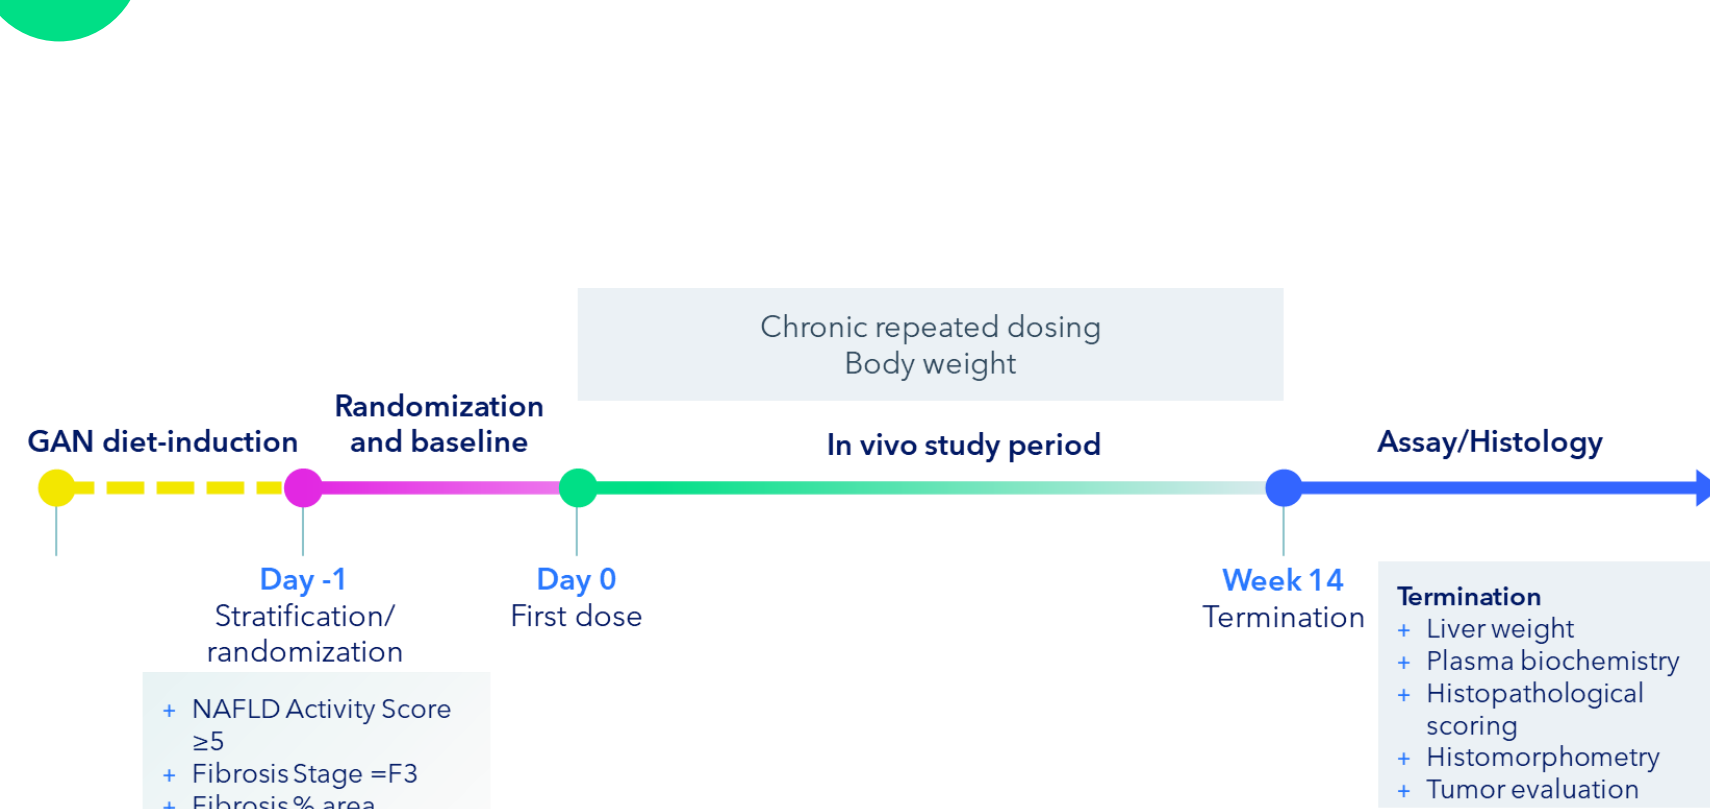 Chronic repeated dosing
Body weight
GAN diet-induction
Randomization
and baseline
In vivo study period
Assay/Histology
Day -1
Stratification/
randomization
Day 0
First dose
Week 14
Termination
+ NAFLD Activity Score
≥5
+ Fibrosis Stage =F3
+ Fibrosis % area
Termination
+ Liver weight
+ Plasma biochemistry
+ Histopathological
scoring
+ Histomorphometry
+ Tumor evaluation